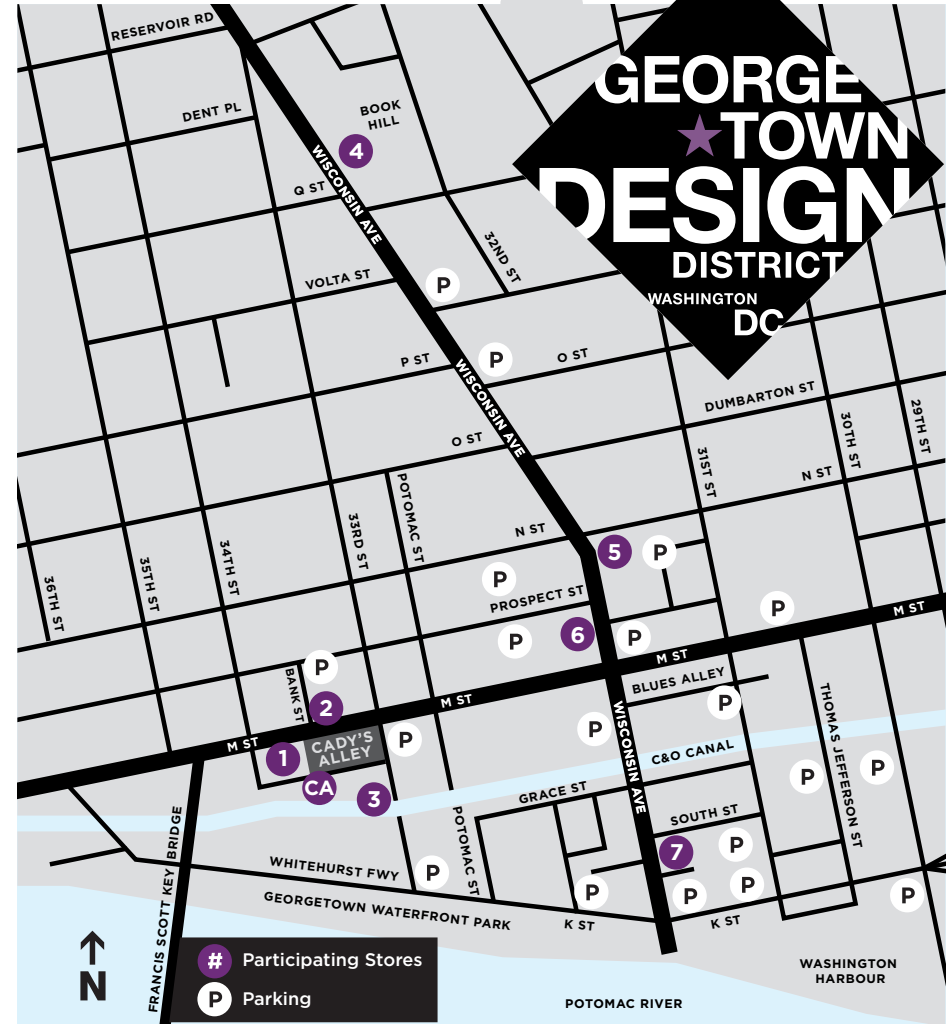 RESERVOIR RD
GEORGE
TOWN
DESIGN
DISTRICT
WASHINGTON
DC
DENT PL
BOOK
HILL
4
WISCONSIN AVE
Q ST
32ND ST
VOLTA ST
P
P
P ST
O ST
WISCONSIN AVE
DUMBARTON ST
29TH ST
30TH ST
O ST
31ST ST
N ST
POTOMAC ST
33RD ST
N ST
34TH ST
35TH ST
36TH ST
5
P
P
PROSPECT ST
P
M ST
6
P
P
M ST
P
BANK ST
BLUES ALLEY
2
M ST
P
THOMAS JEFFERSON ST
WISCONSIN AVE
P
P
M ST
CADY'S
ALLEY
1
C&O CANAL
CA
3
P
P
GRACE ST
POTOMAC ST
SOUTH ST
7
P
FRANCIS SCOTT KEY BRIDGE
WHITEHURST FWY
P
P
P
P
P
GEORGETOWN WATERFRONT PARK
K ST
K ST
N
# Participating Stores
P Parking
WASHINGTON
HARBOUR
POTOMAC RIVER